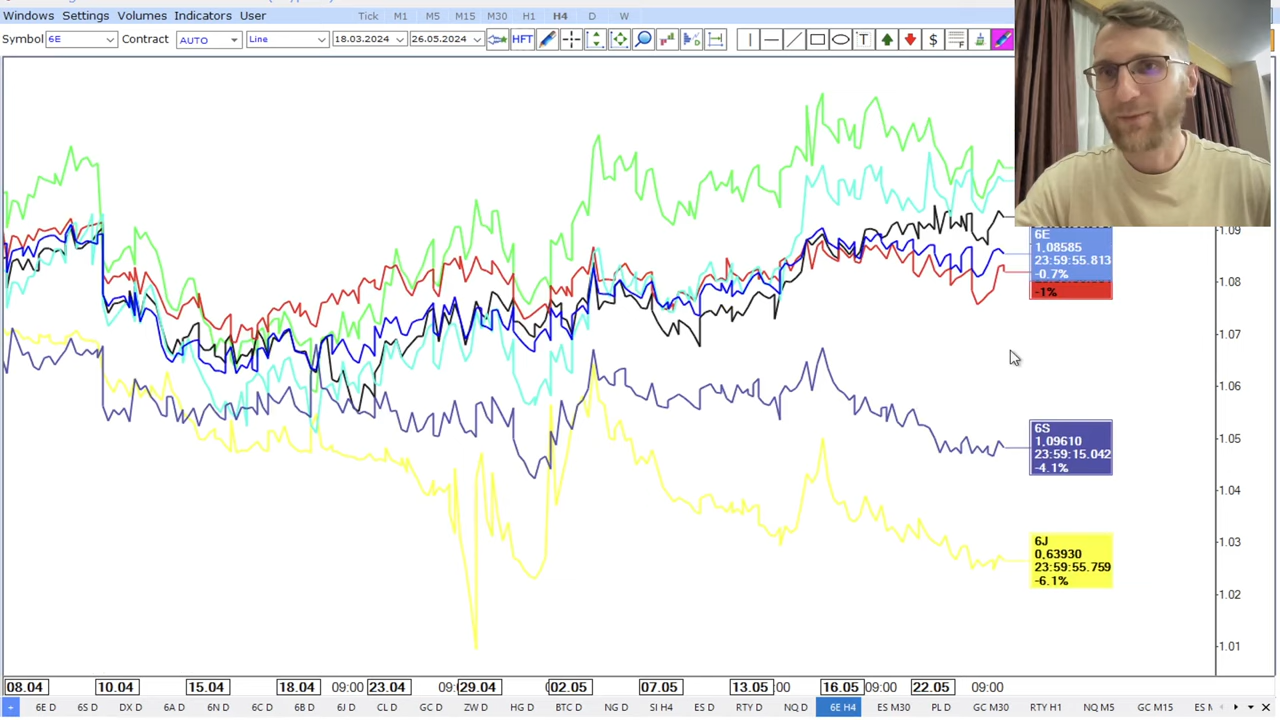 Windows Settings Volumes Indicators User Tick M1 M5 M15 M30 H1 H4 D W
Symbol 6E Contract AUTO Line 18.03.2024 26.05.2024 HFT T $
6E
1,08585
23:59:55.813
-0.7%
-1%
6S
1,09610
23:59:15.042
-4.1%
6J
0,63930
23:59:55.759
-6.1%
1.09
1.08
1.07
1.06
1.05
1.04
1.03
1.02
1.01
08.04 10.04 15.04 18.04 09:00 23.04 09: 29.04 02.05 07.05 13.05 00 16.05 09:00 22.05 09:00
+ 6E D 6S D DX D 6A D 6N D 6C D 6B D 6J D CL D GC D ZW D HG D BTC D NG D SI H4 ES D RTY D NQ D 6E H4 ES M30 PL D GC M30 RTY H1 NQ M5 GC M15 ES